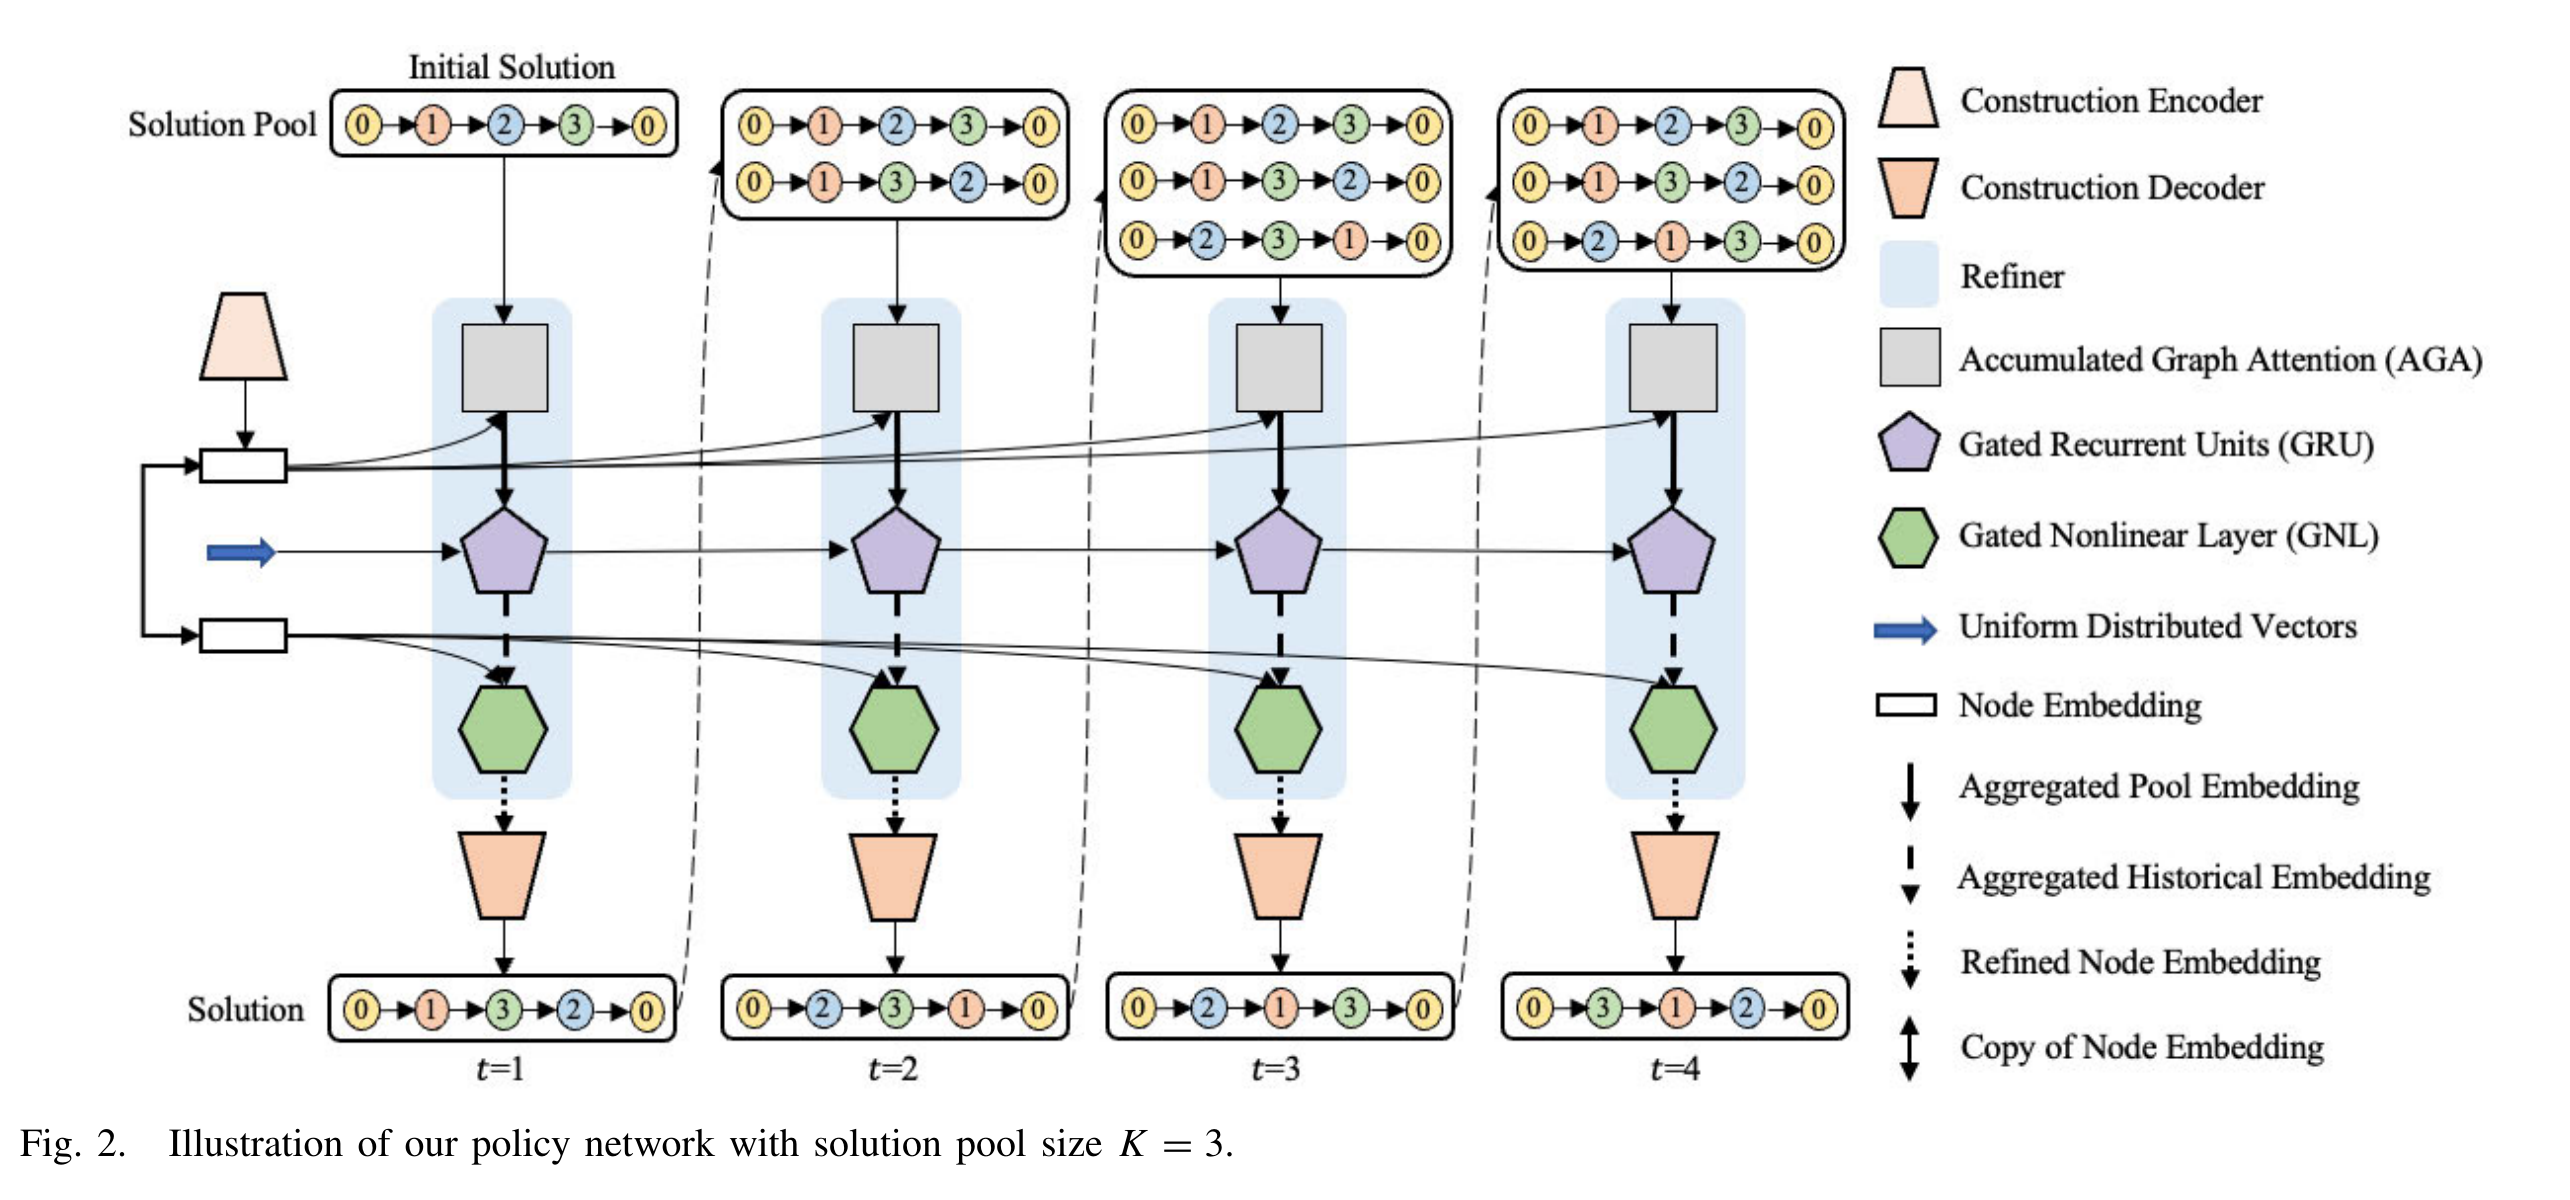 Initial Solution
Solution Pool
0 1 2 3 0
0 1 2 3 0
0 1 3 2 0
0 1 2 3 0
0 1 3 2 0
0 2 3 1 0
0 1 2 3 0
0 1 3 2 0
0 2 1 3 0
Solution
0 1 3 2 0
0 2 3 1 0
0 2 1 3 0
0 3 1 2 0
t=1
t=2
t=3
t=4
Construction Encoder
Construction Decoder
Refiner
Accumulated Graph Attention (AGA)
Gated Recurrent Units (GRU)
Gated Nonlinear Layer (GNL)
Uniform Distributed Vectors
Node Embedding
Aggregated Pool Embedding
Aggregated Historical Embedding
Refined Node Embedding
Copy of Node Embedding
Fig. 2. Illustration of our policy network with solution pool size K = 3.